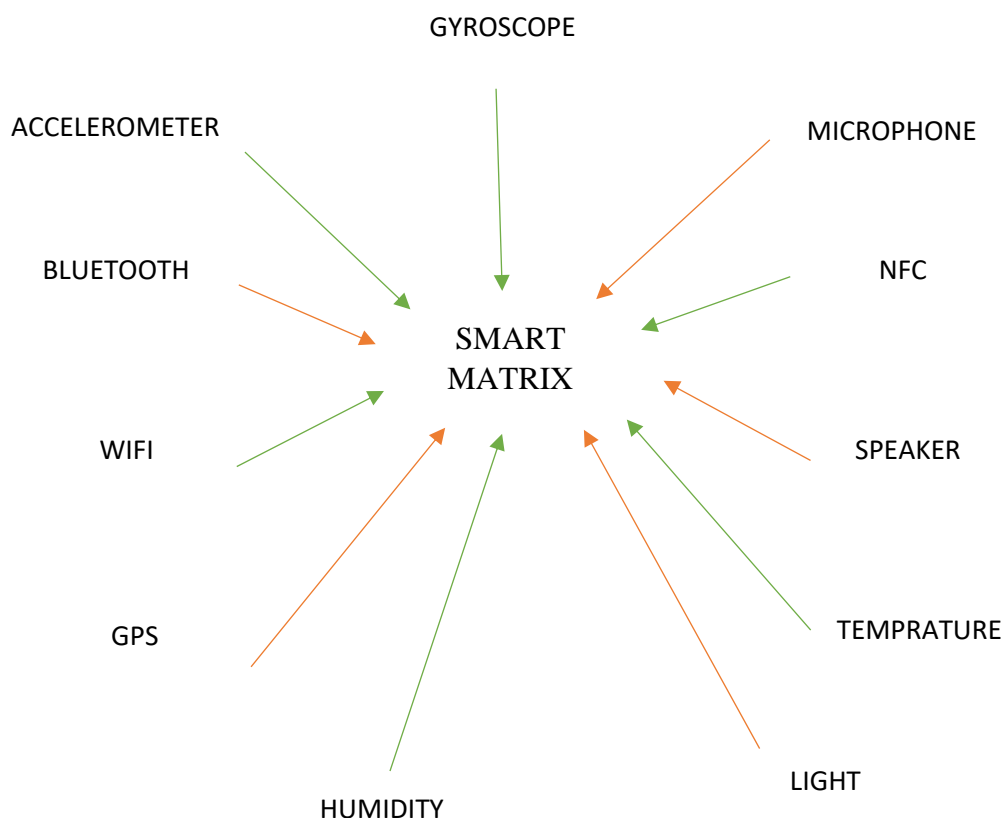 GYROSCOPE
ACCELEROMETER
MICROPHONE
BLUETOOTH
NFC
SMART
MATRIX
WIFI
SPEAKER
GPS
TEMPRATURE
LIGHT
HUMIDITY